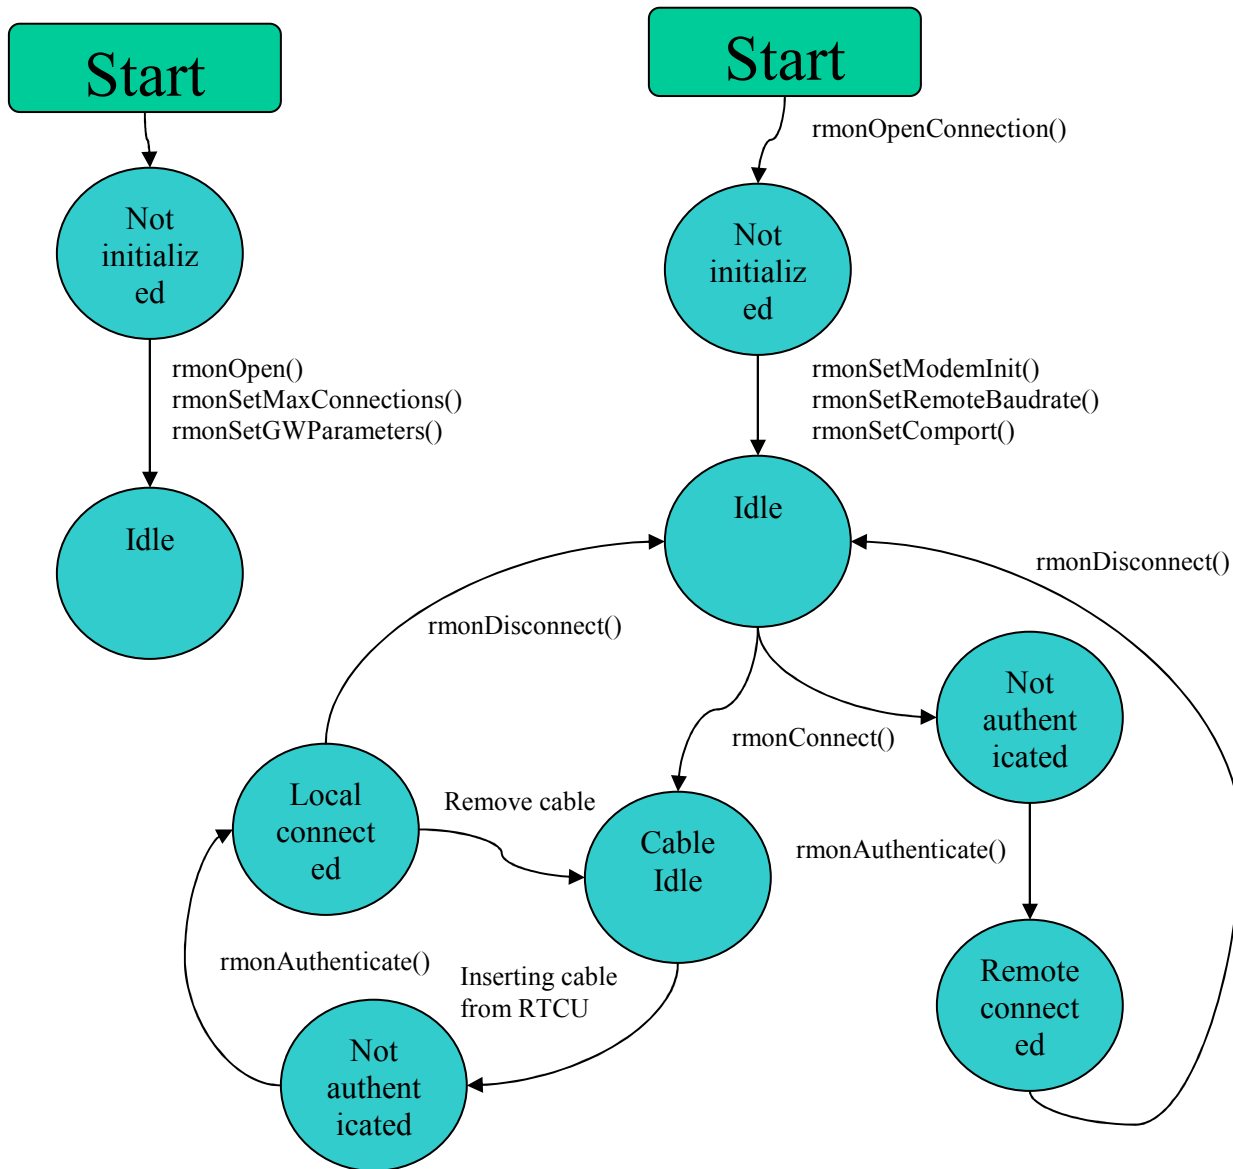 Start
Not
initializ
ed
rmonOpen()
rmonSetMaxConnections()
rmonSetGWParameters()
Idle
Start
rmonOpenConnection()
Not
initializ
ed
rmonSetModemInit()
rmonSetRemoteBaudrate()
rmonSetComport()
Idle
rmonDisconnect()
rmonDisconnect()
rmonConnect()
Not
authent
icated
Local
connect
ed
Remove cable
Cable
Idle
rmonAuthenticate()
rmonAuthenticate()
Inserting cable
from RTCU
Remote
connect
ed
Not
authent
icated